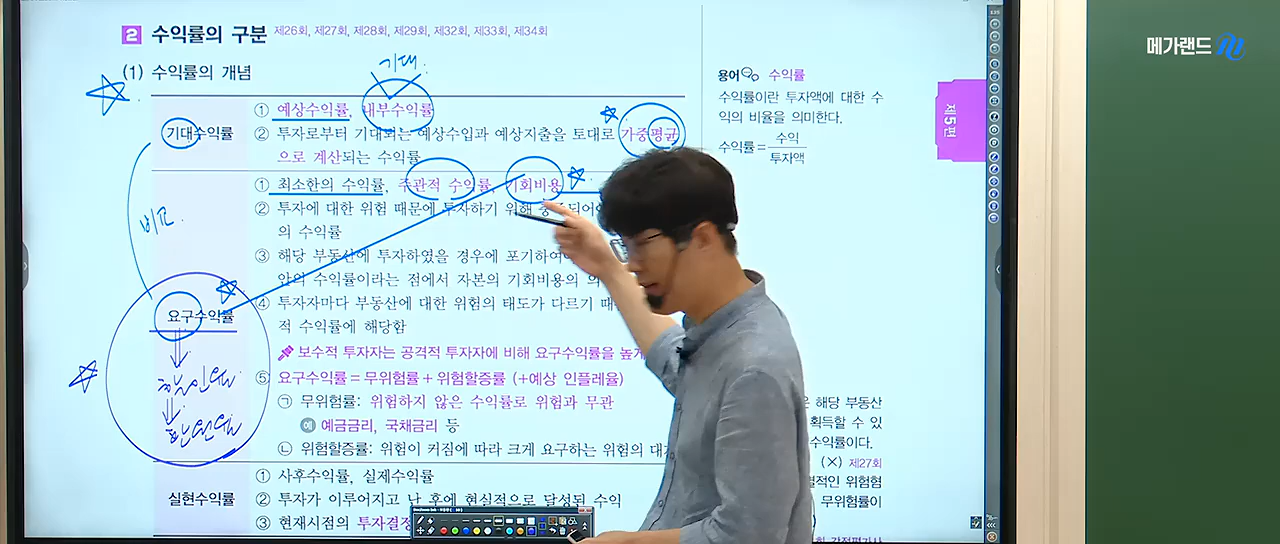 2 수익률의 구분 제26회, 제27회, 제28회, 제29회, 제32회, 제33회, 제34회
(1) 수익률의 개념
기대
기대수익률
① 예상수익률, 내부수익률
② 투자로부터 기대되는 예상수입과 예상지출을 토대로 가중평균
으로 계산되는 수익률
비교
요구수익률
① 최소한의 수익률, 주관적 수익률, 기회비용
② 투자에 대한 위험 때문에 투자하기 위해
의 수익률
③ 해당 부동산에 투자하였을 경우에 포기하여
안의 수익률이라는 점에서 자본의 기회비용의 의
④ 투자자마다 부동산에 대한 위험의 태도가 다르기 때
적 수익률에 해당함
보수적 투자자는 공격적 투자자에 비해 요구수익률을 높게
⑤ 요구수익률 = 무위험률 + 위험할증률 (+예상 인플레율)
㉠ 무위험률: 위험하지 않은 수익률로 위험과 무관
예 예금금리, 국채금리 등
㉡ 위험할증률: 위험이 커짐에 따라 크게 요구하는 위험의 대가
할인율
환원율
실현수익률
① 사후수익률, 실제수익률
② 투자가 이루어지고 난 후에 현실적으로 달성된 수익
③ 현재시점의 투자결정
용어 수익률
수익률이란 투자액에 대한 수
익의 비율을 의미한다.
수익률 = 수익
투자액
제5편
해당 부동산
획득할 수 있
수익률이다.
(×) 제27회
위험험
무위험률이
메가랜드